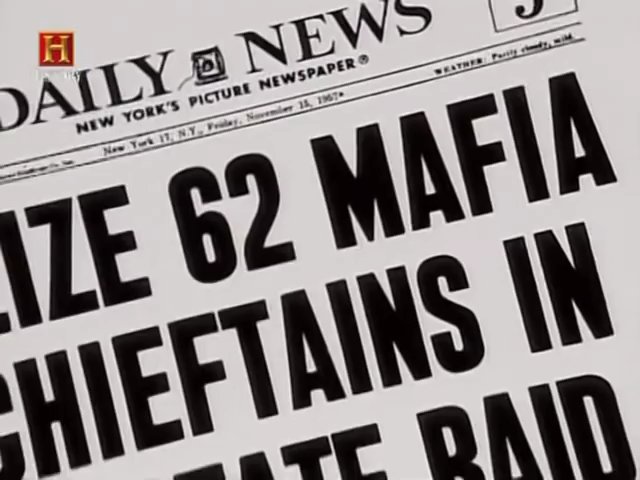 H
DAILY NEWS
NEW YORK'S PICTURE NEWSPAPER®
New York 17, N.Y., Friday, November 15, 1957*
WEATHER: Partly cloudy, mild.
IZE 62 MAFIA
CHIEFTAINS IN
TATE RAID